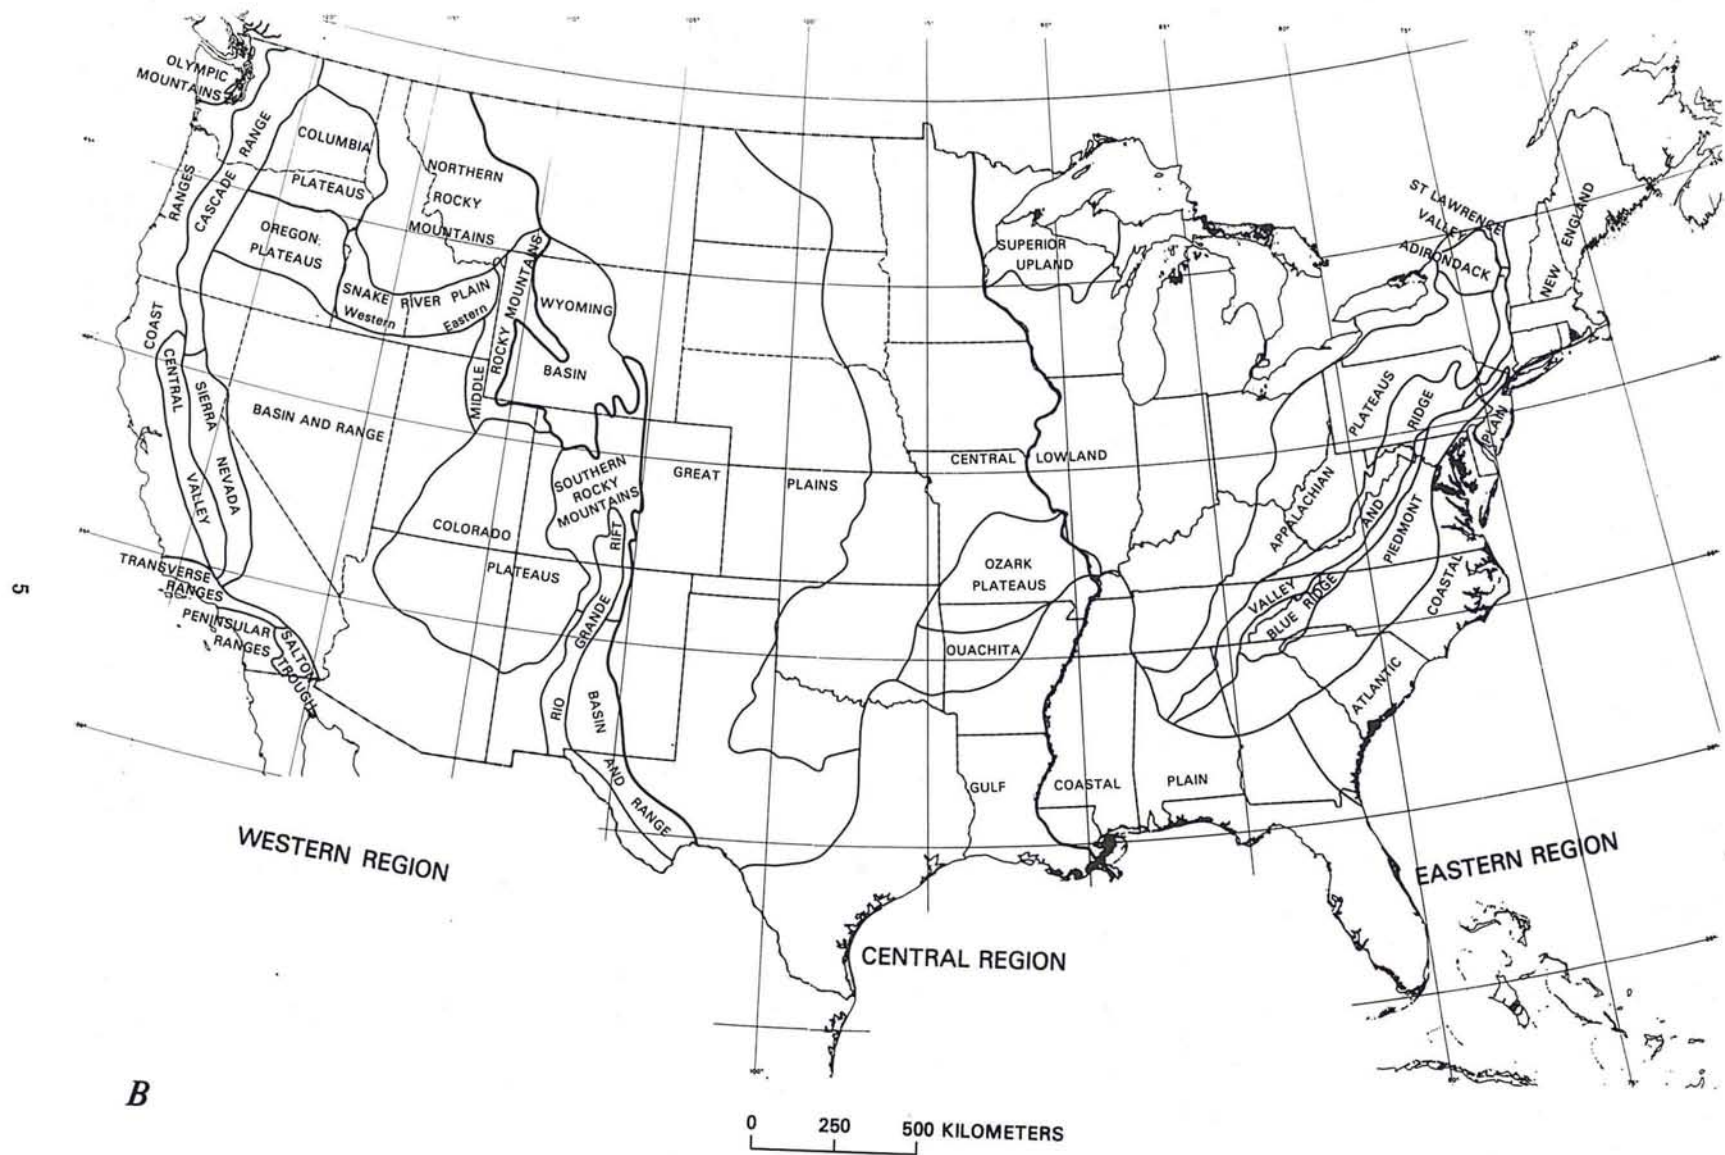 OLYMPIC
MOUNTAINS
CASCADE RANGE
COAST RANGES
COLUMBIA
PLATEAUS
OREGON
PLATEAUS
NORTHERN
ROCKY
MOUNTAINS
SNAKE RIVER PLAIN
Western
Eastern
MIDDLE ROCKY MOUNTAINS
WYOMING
BASIN
CENTRAL VALLEY
SIERRA NEVADA
BASIN AND RANGE
COLORADO
PLATEAUS
SOUTHERN
ROCKY
MOUNTAINS
RIO GRANDE RIFT
BASIN AND RANGE
TRANSVERSE
RANGES
PENINSULAR
RANGES
SALTON
TROUGH
GREAT PLAINS
SUPERIOR
UPLAND
CENTRAL LOWLAND
OZARK
PLATEAUS
OUACHITA
GULF COASTAL PLAIN
ST LAWRENCE
VALLEY
ADIRONDACK
NEW ENGLAND
APPALACHIAN PLATEAUS
VALLEY AND RIDGE
BLUE RIDGE
PIEDMONT
ATLANTIC COASTAL PLAIN
WESTERN REGION
CENTRAL REGION
EASTERN REGION
5
B
0 250 500 KILOMETERS